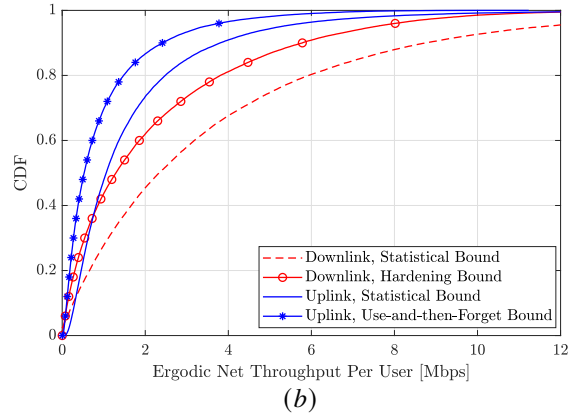 1
0.8
0.6
0.4
0.2
0
CDF
Downlink, Statistical Bound
Downlink, Hardening Bound
Uplink, Statistical Bound
Uplink, Use-and-then-Forget Bound
0 2 4 6 8 10 12
Ergodic Net Throughput Per User [Mbps]
(b)